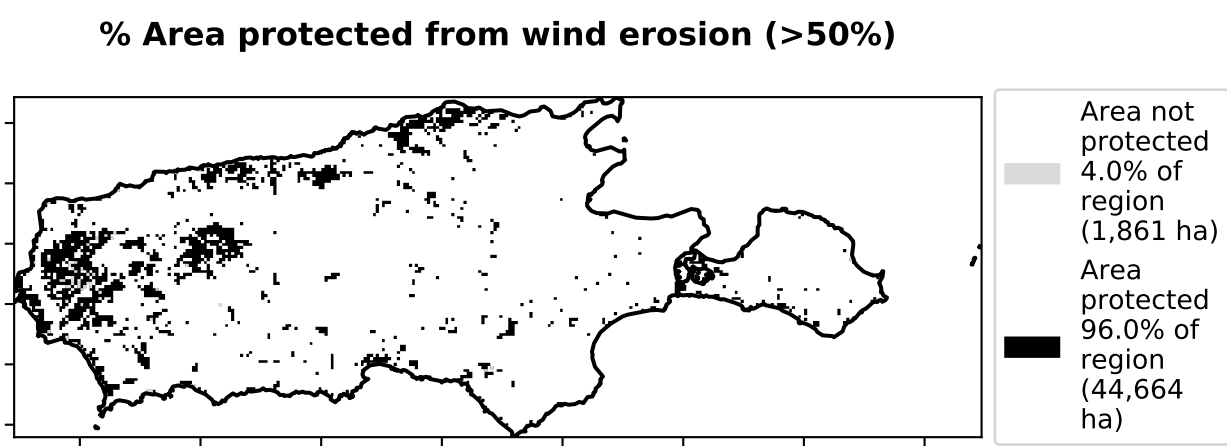 % Area protected from wind erosion (>50%)
Area not
protected
4.0% of
region
(1,861 ha)
Area
protected
96.0% of
region
(44,664
ha)